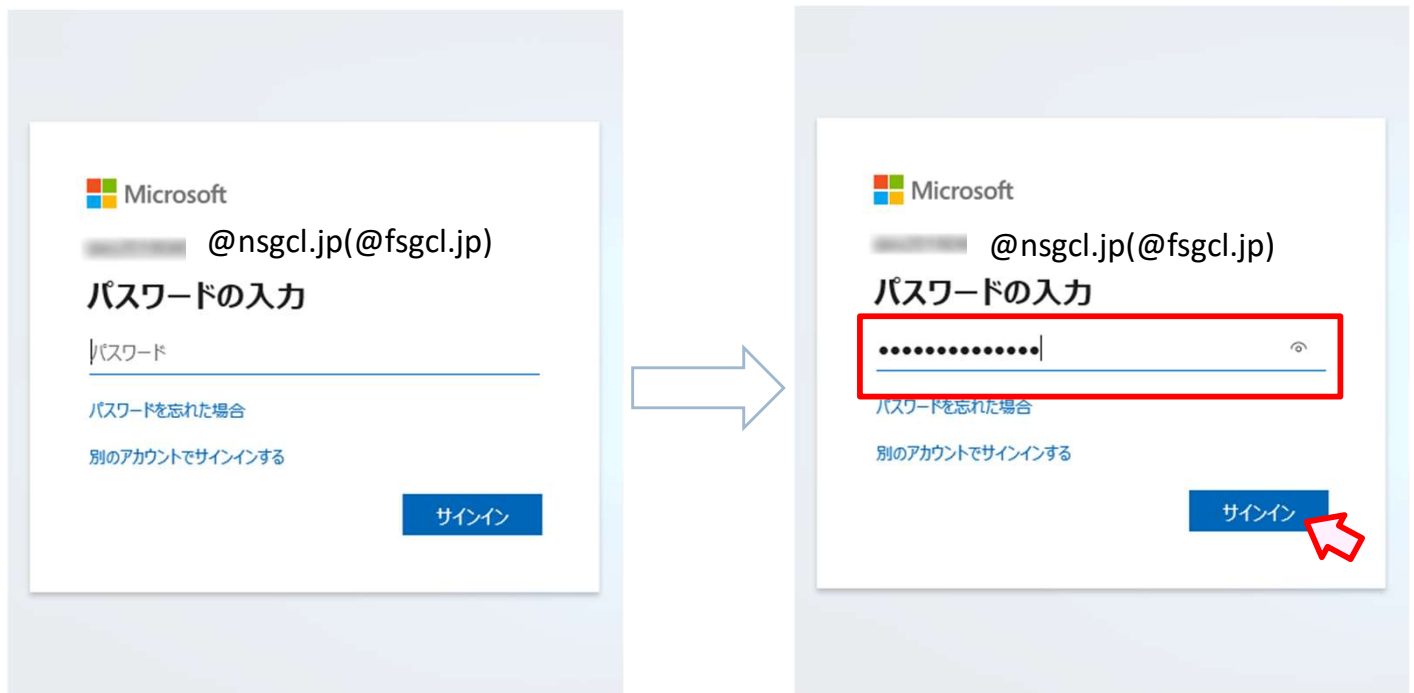 Microsoft
@nsgcl.jp(@fsgcl.jp)
パスワードの入力
パスワード
パスワードを忘れた場合
別のアカウントでサインインする
サインイン
Microsoft
@nsgcl.jp(@fsgcl.jp)
パスワードの入力
••••••••••••••
パスワードを忘れた場合
別のアカウントでサインインする
サインイン